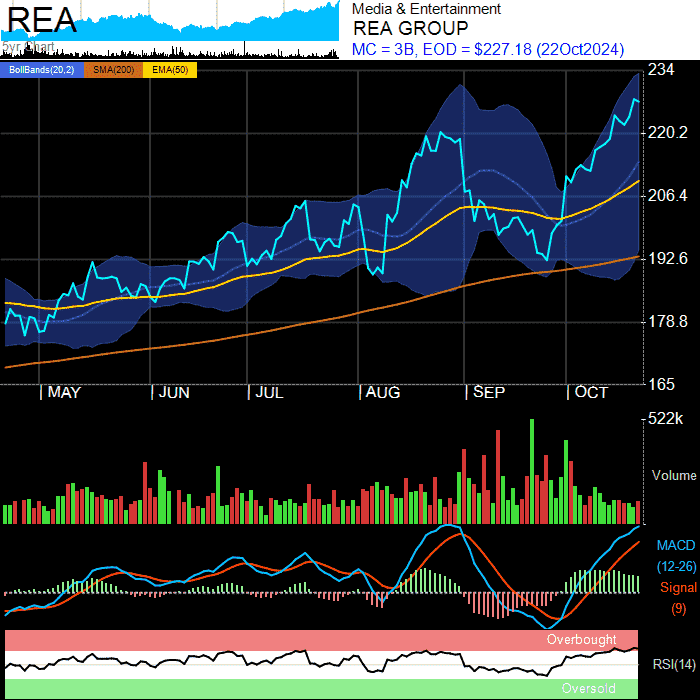 REA
5yr Chart
Media & Entertainment
REA GROUP
MC = 3B, EOD = $227.18 (22Oct2024)
BollBands(20,2) SMA(200) EMA(50)
234
220.2
206.4
192.6
178.8
165
MAY JUN JUL AUG SEP OCT
522k
Volume
MACD
(12-26)
Signal
(9)
Overbought
RSI(14)
Oversold